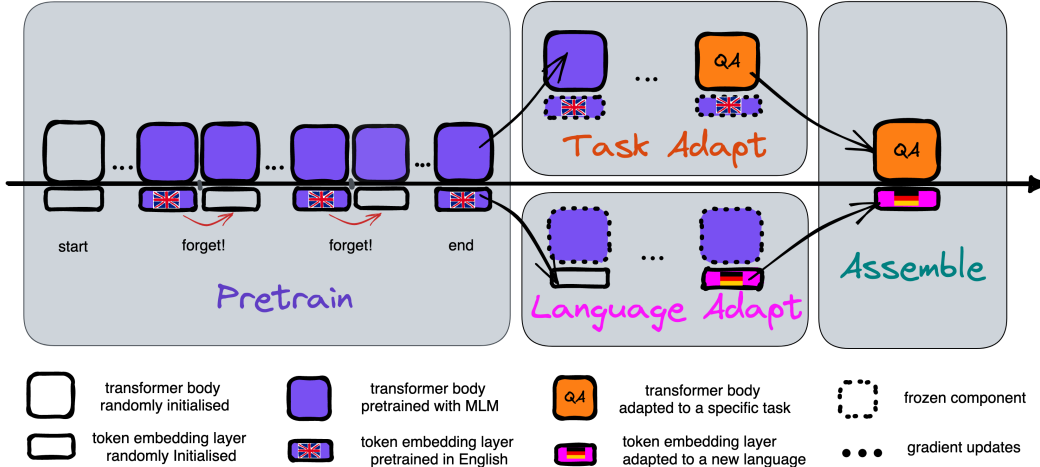 QA
Task Adapt
QA
start
forget!
forget!
end
Pretrain
Language Adapt
Assemble
transformer body
randomly initialised
transformer body
pretrained with MLM
QA
transformer body
adapted to a specific task
frozen component
token embedding layer
randomly Initialised
token embedding layer
pretrained in English
token embedding layer
adapted to a new language
gradient updates